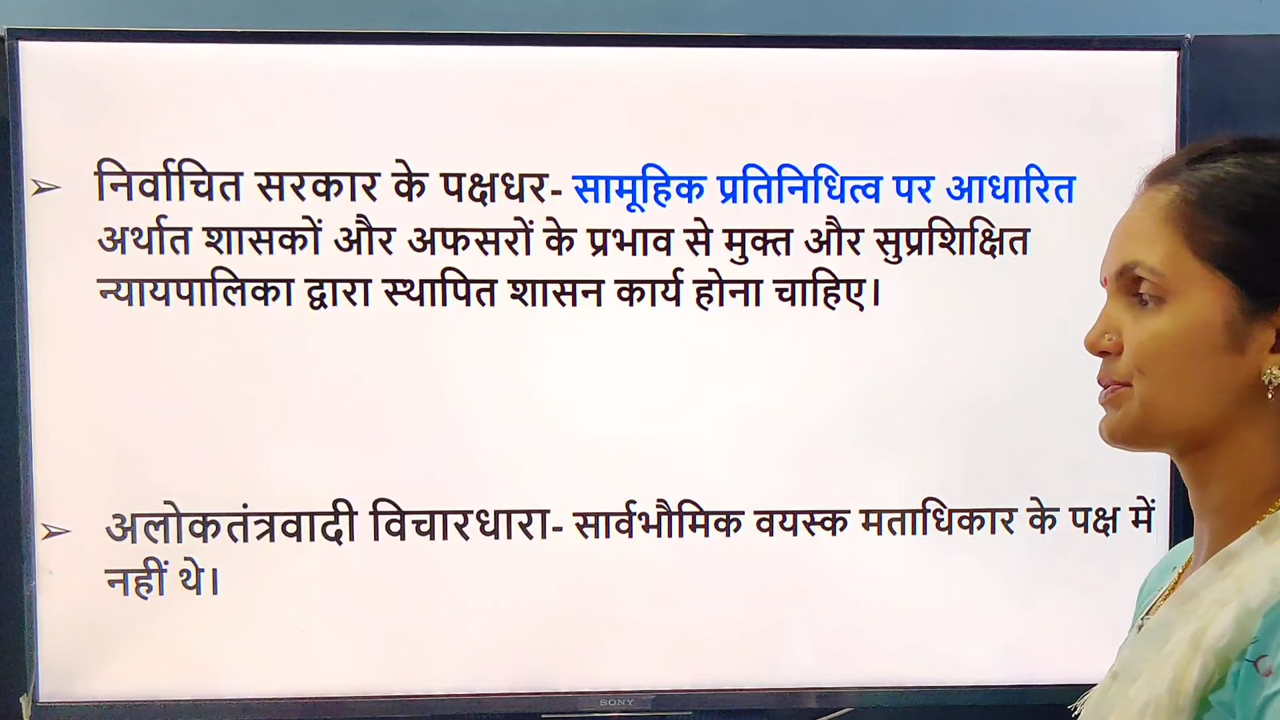 ➢ निर्वाचित सरकार के पक्षधर- सामूहिक प्रतिनिधित्व पर आधारित
अर्थात शासकों और अफसरों के प्रभाव से मुक्त और सुप्रशिक्षित
न्यायपालिका द्वारा स्थापित शासन कार्य होना चाहिए।
➢ अलोकतंत्रवादी विचारधारा- सार्वभौमिक वयस्क मताधिकार के पक्ष में
नहीं थे।
SONY